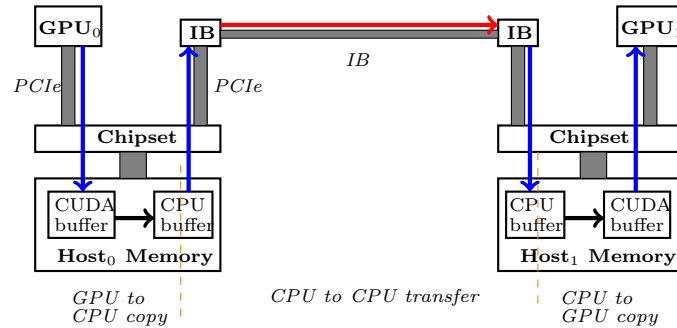 GPU₀
IB
IB
GPU₁
PCIe
PCIe
IB
Chipset
Chipset
CUDA
buffer
CPU
buffer
CPU
buffer
CUDA
buffer
Host₀ Memory
Host₁ Memory
GPU to
CPU copy
CPU to CPU transfer
CPU to
GPU copy